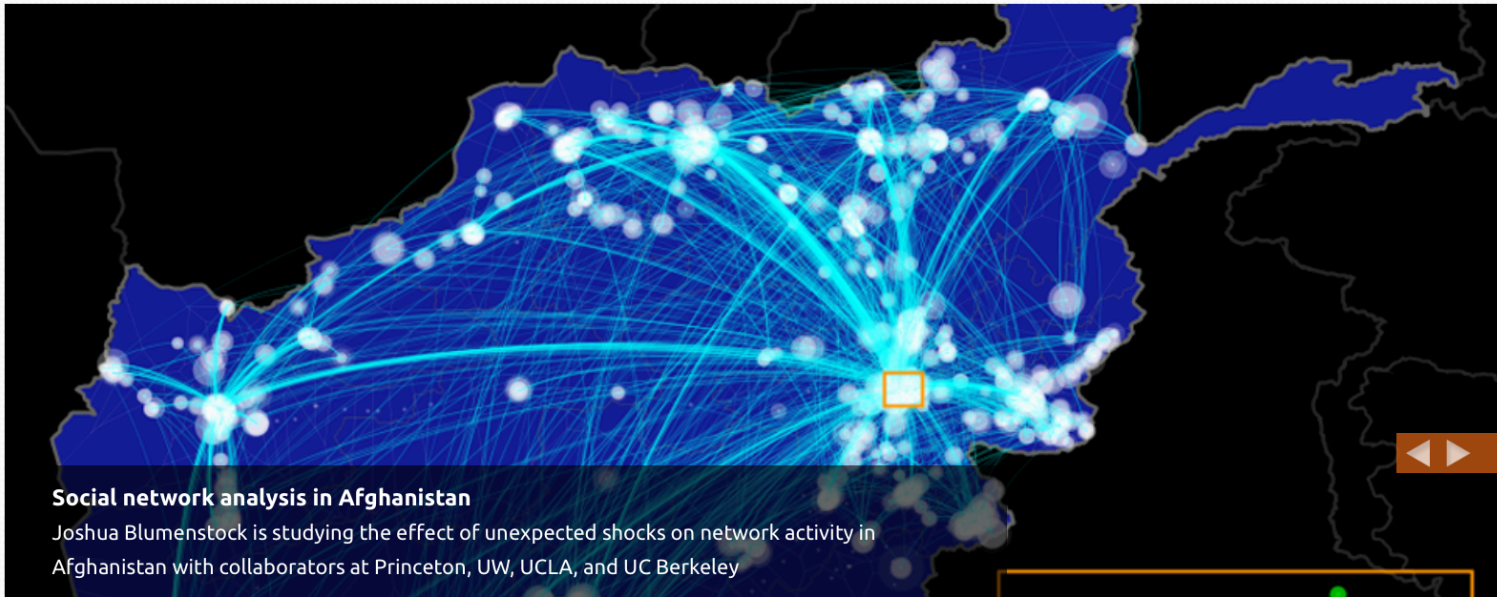 Social network analysis in Afghanistan
Joshua Blumenstock is studying the effect of unexpected shocks on network activity in
Afghanistan with collaborators at Princeton, UW, UCLA, and UC Berkeley